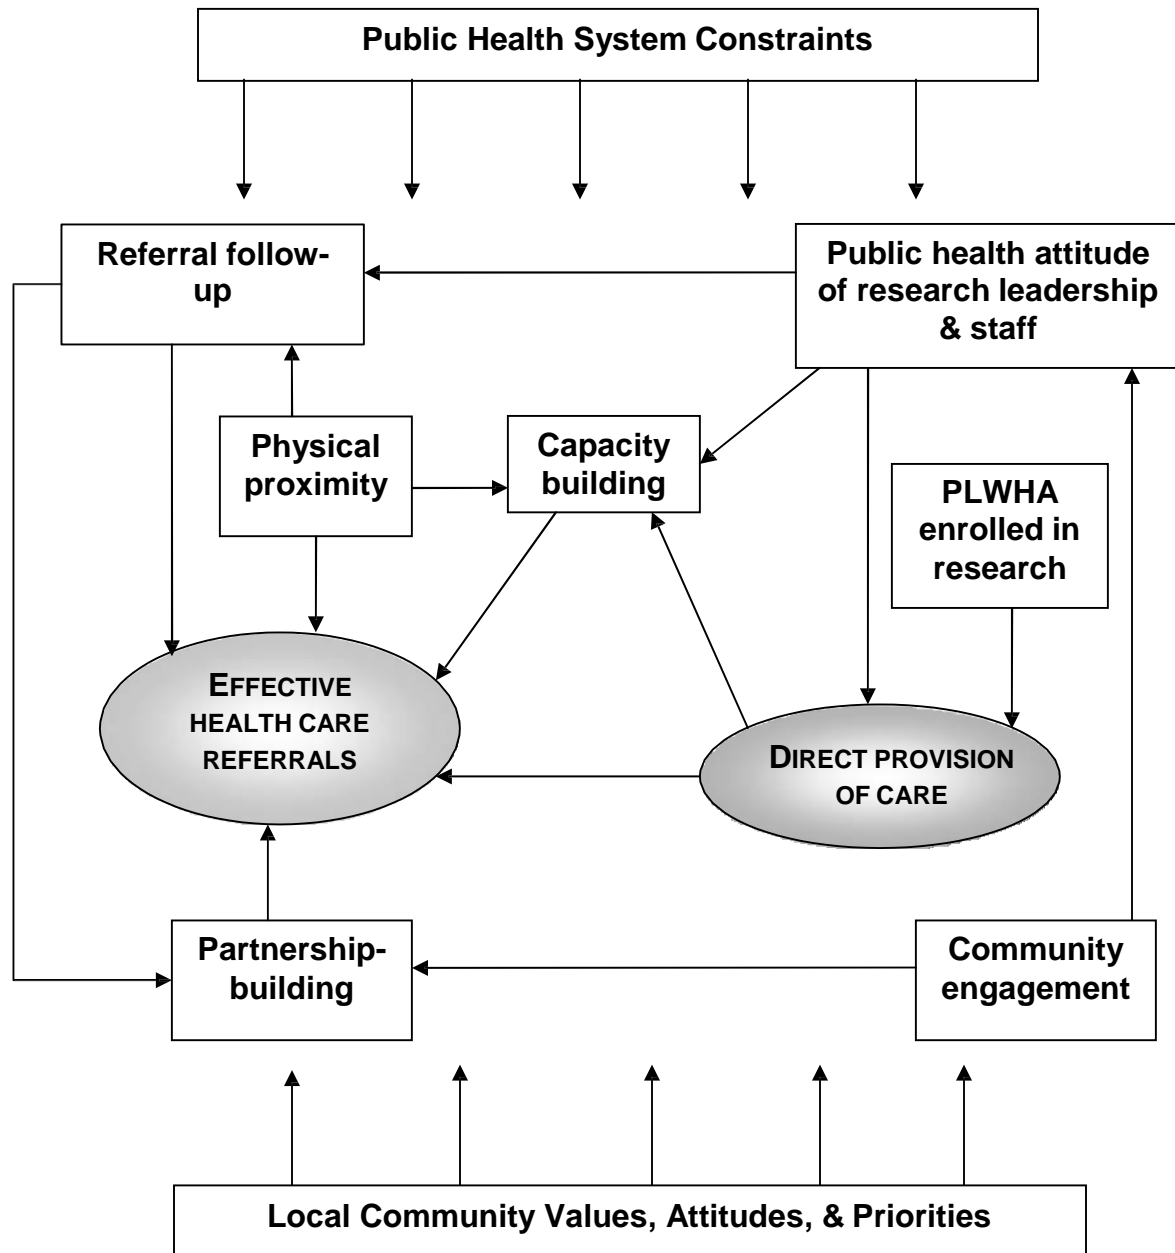 Public Health System Constraints
Referral follow-
up
Public health attitude
of research leadership
& staff
Physical
proximity
Capacity
building
PLWHA
enrolled in
research
EFFECTIVE
HEALTH CARE
REFERRALS
DIRECT PROVISION
OF CARE
Partnership-
building
Community
engagement
Local Community Values, Attitudes, & Priorities